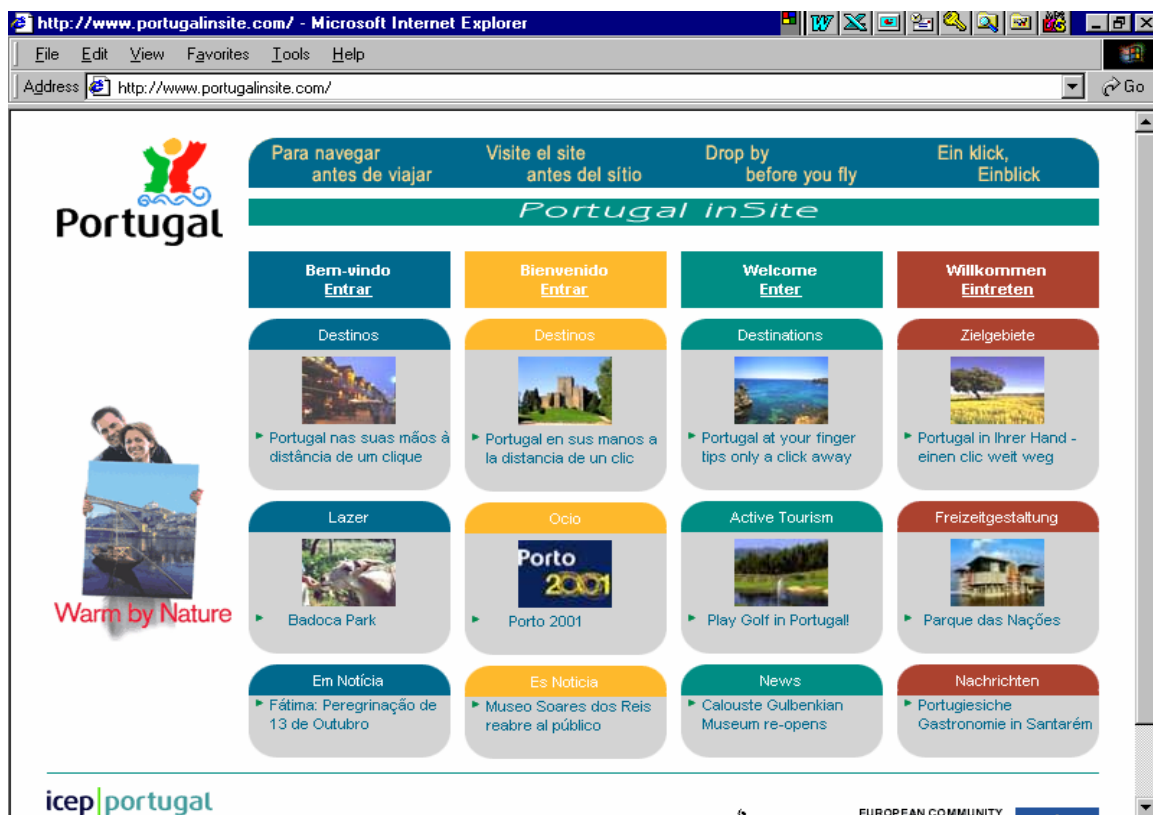 http://www.portugalinsite.com/ - Microsoft Internet Explorer
File Edit View Favorites Tools Help
Address http://www.portugalinsite.com/ Go
Portugal
Para navegar
antes de viajar
Visite el site
antes del sítio
Drop by
before you fly
Ein klick,
Einblick
Portugal inSite
Bem-vindo
Entrar
Bienvenido
Entrar
Welcome
Enter
Willkommen
Eintreten
Destinos
Portugal nas suas mãos à
distância de um clique
Destinos
Portugal en sus manos a
la distancia de un clic
Destinations
Portugal at your finger
tips only a click away
Zielgebiete
Portugal in Ihrer Hand -
einen clic weit weg
Warm by Nature
Lazer
Badoca Park
Ocio
Porto
2001
Porto 2001
Active Tourism
Play Golf in Portugal!
Freizeitgestaltung
Parque das Nações
Em Notícia
Fátima: Peregrinação de
13 de Outubro
Es Noticia
Museo Soares dos Reis
reabre al público
News
Calouste Gulbenkian
Museum re-opens
Nachrichten
Portugiesiche
Gastronomie in Santarém
icep portugal
EUROPEAN COMMUNITY